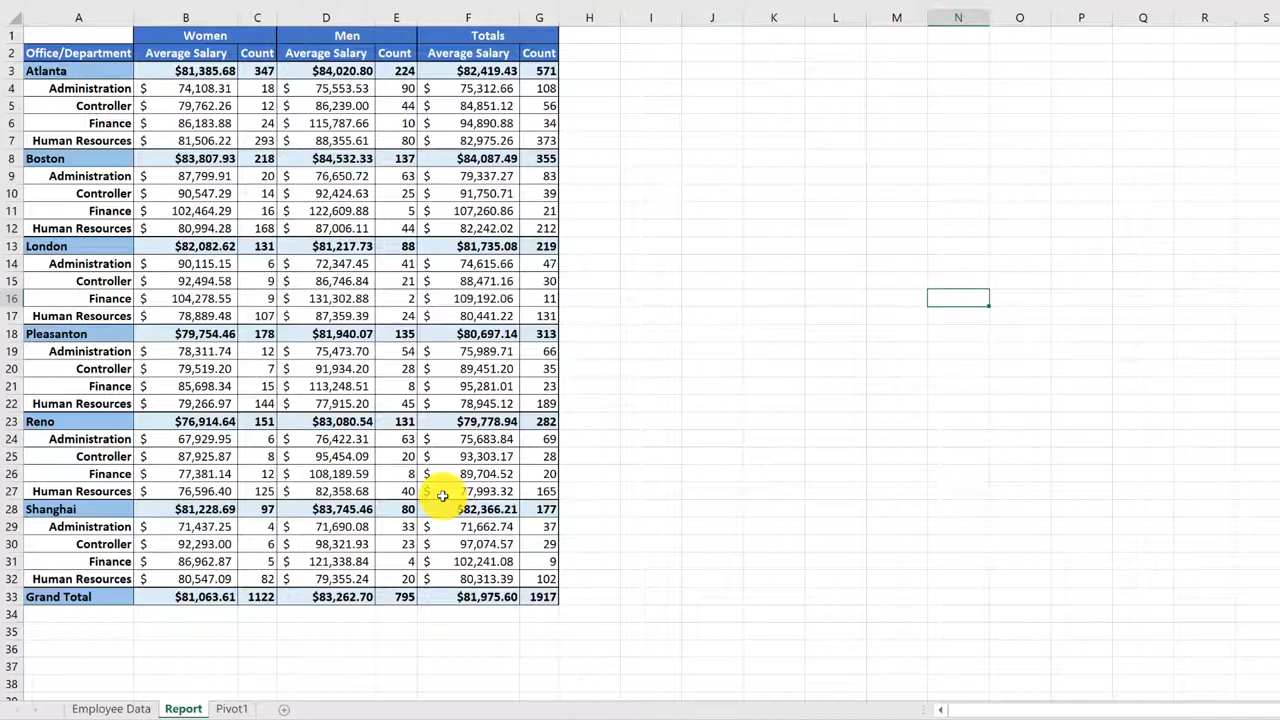 A B C D E F G H I J K L M N O P Q R S
1 Women Men Totals
2 Office/Department Average Salary Count Average Salary Count Average Salary Count
3 Atlanta $81,385.68 347 $84,020.80 224 $82,419.43 571
4 Administration $ 74,108.31 18 $ 75,553.53 90 $ 75,312.66 108
5 Controller $ 79,762.26 12 $ 86,239.00 44 $ 84,851.12 56
6 Finance $ 86,183.88 24 $ 115,787.66 10 $ 94,890.88 34
7 Human Resources $ 81,506.22 293 $ 88,355.61 80 $ 82,975.26 373
8 Boston $83,807.93 218 $84,532.33 137 $84,087.49 355
9 Administration $ 87,799.91 20 $ 76,650.72 63 $ 79,337.27 83
10 Controller $ 90,547.29 14 $ 92,424.63 25 $ 91,750.71 39
11 Finance $ 102,464.29 16 $ 122,609.88 5 $ 107,260.86 21
12 Human Resources $ 80,994.28 168 $ 87,006.11 44 $ 82,242.02 212
13 London $82,082.62 131 $81,217.73 88 $81,735.08 219
14 Administration $ 90,115.15 6 $ 72,347.45 41 $ 74,615.66 47
15 Controller $ 92,494.58 9 $ 86,746.84 21 $ 88,471.16 30
16 Finance $ 104,278.55 9 $ 131,302.88 2 $ 109,192.06 11
17 Human Resources $ 78,889.48 107 $ 87,359.39 24 $ 80,441.22 131
18 Pleasanton $79,754.46 178 $81,940.07 135 $80,697.14 313
19 Administration $ 78,311.74 12 $ 75,473.70 54 $ 75,989.71 66
20 Controller $ 79,519.20 7 $ 91,934.20 28 $ 89,451.20 35
21 Finance $ 85,698.34 15 $ 113,248.51 8 $ 95,281.01 23
22 Human Resources $ 79,266.97 144 $ 77,915.20 45 $ 78,945.12 189
23 Reno $76,914.64 151 $83,080.54 131 $79,778.94 282
24 Administration $ 67,929.95 6 $ 76,422.31 63 $ 75,683.84 69
25 Controller $ 87,925.87 8 $ 95,454.09 20 $ 93,303.17 28
26 Finance $ 77,381.14 12 $ 108,189.59 8 $ 89,704.52 20
27 Human Resources $ 76,596.40 125 $ 82,358.68 40 $ 77,993.32 165
28 Shanghai $81,228.69 97 $83,745.46 80 $82,366.21 177
29 Administration $ 71,437.25 4 $ 71,690.08 33 $ 71,662.74 37
30 Controller $ 92,293.00 6 $ 98,321.93 23 $ 97,074.57 29
31 Finance $ 86,962.87 5 $ 121,338.84 4 $ 102,241.08 9
32 Human Resources $ 80,547.09 82 $ 79,355.24 20 $ 80,313.39 102
33 Grand Total $81,063.61 1122 $83,262.70 795 $81,975.60 1917
34
35
36
37
38
Employee Data Report Pivot1